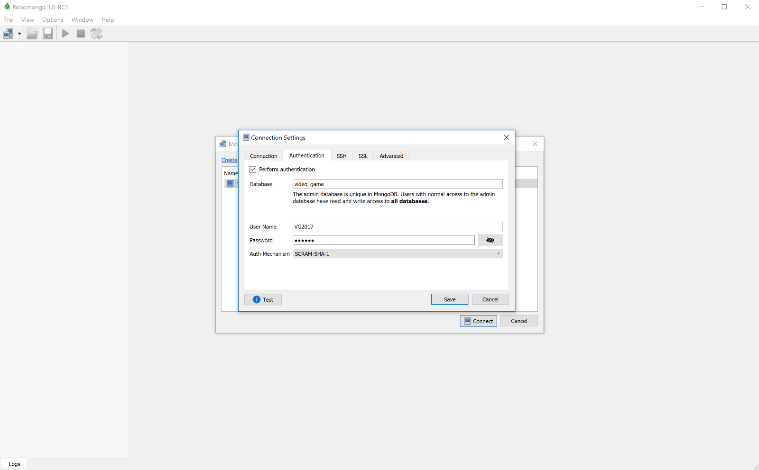 Robomongo 1.0-RC1
File View Options Window Help
Connection Settings
Create
Name
Connection Authentication SSH SSL Advanced
Perform authentication
Database video_game
The admin database is unique in MongoDB. Users with normal access to the admin
database have read and write access to all databases.
User Name VG2017
Password ••••••
Auth Mechanism SCRAM-SHA-1
Test Save Cancel
Connect Cancel
Logs